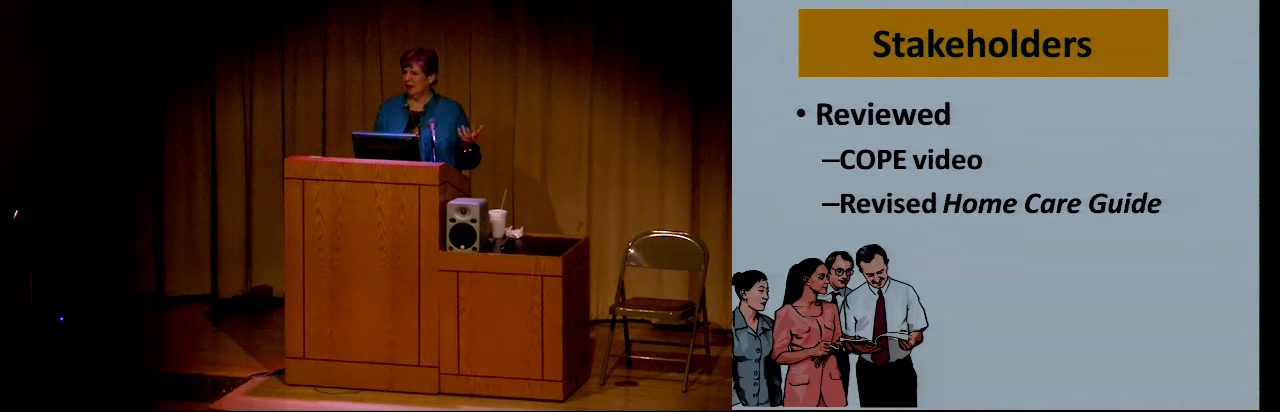 Stakeholders
• Reviewed
–COPE video
–Revised Home Care Guide